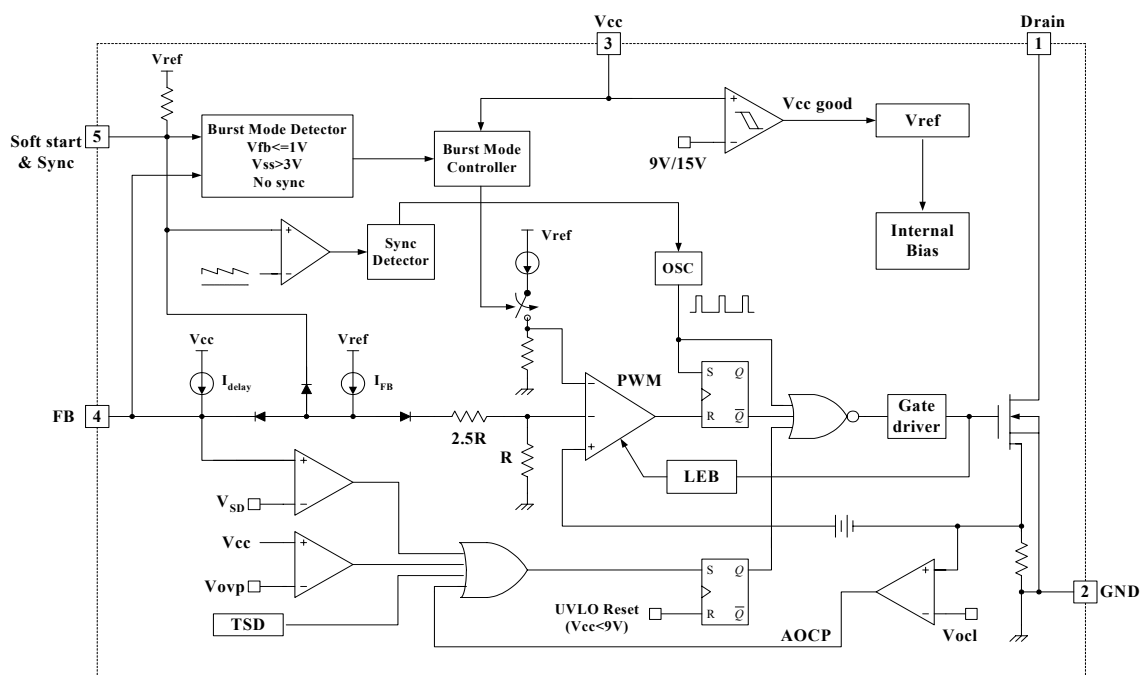 Vcc
3
Drain
1
Vref
Soft start
& Sync
5
Burst Mode Detector
Vfb<=1V
Vss>3V
No sync
Burst Mode
Controller
+
−
9V/15V
Vcc good
Vref
Internal
Bias
+
−
Sync
Detector
Vref
OSC
Vcc
Idelay
Vref
IFB
FB
4
2.5R
R
−
−
+
PWM
S
Q
R
Q
Gate
driver
LEB
+
−
VSD
Vcc
+
Vovp
−
TSD
S
Q
R
Q
UVLO Reset
(Vcc<9V)
AOCP
+
−
Vocl
2
GND